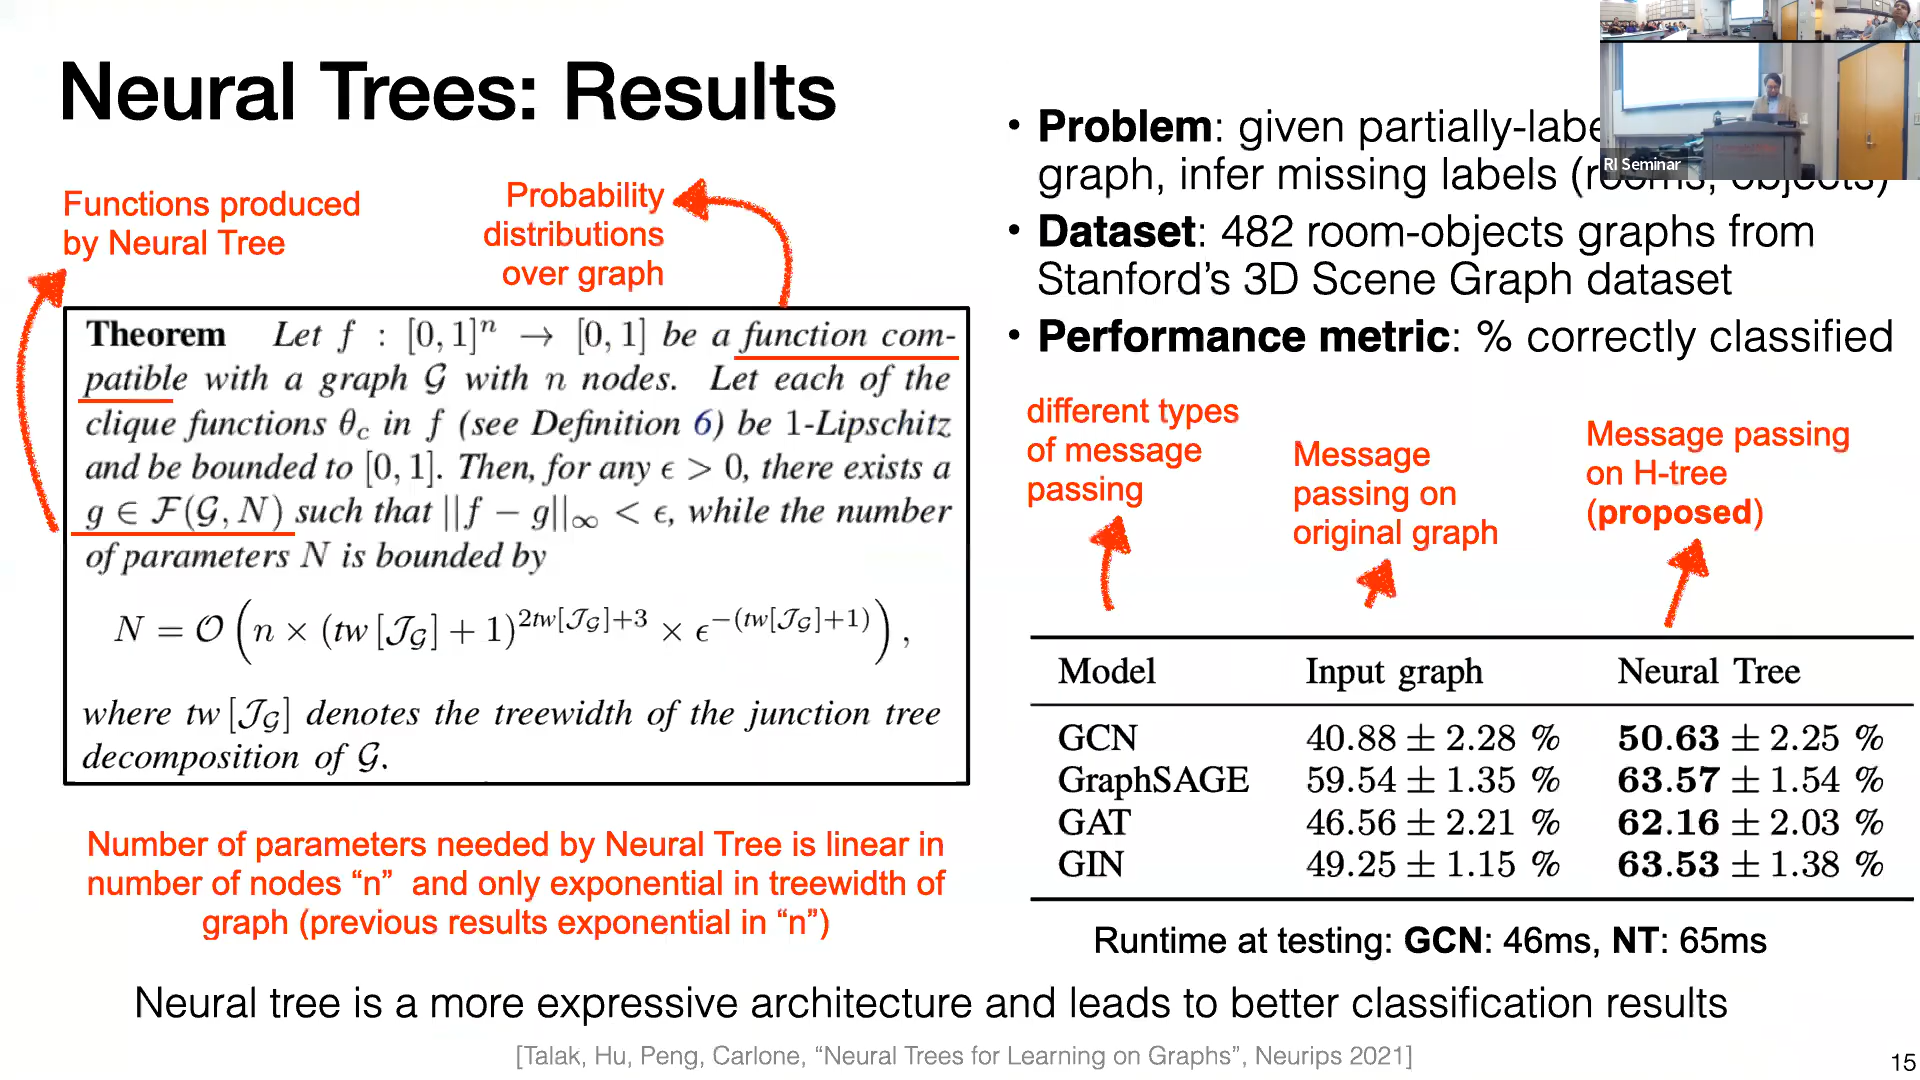 Neural Trees: Results
Functions produced
by Neural Tree
Probability
distributions
over graph
Theorem Let f : [0, 1]ⁿ → [0, 1] be a function com-
patible with a graph 𝒢 with n nodes. Let each of the
clique functions θ_c in f (see Definition 6) be 1-Lipschitz
and be bounded to [0, 1]. Then, for any ϵ > 0, there exists a
g ∈ ℱ(𝒢, N) such that ||f − g||_∞ < ϵ, while the number
of parameters N is bounded by
N = 𝒪 (n × (tw[𝒥_𝒢] + 1)^{2tw[𝒥_𝒢]+3} × ϵ^{−(tw[𝒥_𝒢]+1)}) ,
where tw [𝒥_𝒢] denotes the treewidth of the junction tree
decomposition of 𝒢.
Number of parameters needed by Neural Tree is linear in
number of nodes “n” and only exponential in treewidth of
graph (previous results exponential in “n”)
• Problem: given partially-labe
graph, infer missing labels (rooms, objects)
• Dataset: 482 room-objects graphs from
Stanford’s 3D Scene Graph dataset
• Performance metric: % correctly classified
different types
of message
passing
Message
passing on
original graph
Message passing
on H-tree
(proposed)
Model Input graph Neural Tree
GCN 40.88 ± 2.28 % 50.63 ± 2.25 %
GraphSAGE 59.54 ± 1.35 % 63.57 ± 1.54 %
GAT 46.56 ± 2.21 % 62.16 ± 2.03 %
GIN 49.25 ± 1.15 % 63.53 ± 1.38 %
Runtime at testing: GCN: 46ms, NT: 65ms
Neural tree is a more expressive architecture and leads to better classification results
[Talak, Hu, Peng, Carlone, “Neural Trees for Learning on Graphs”, Neurips 2021]
15
RI Seminar